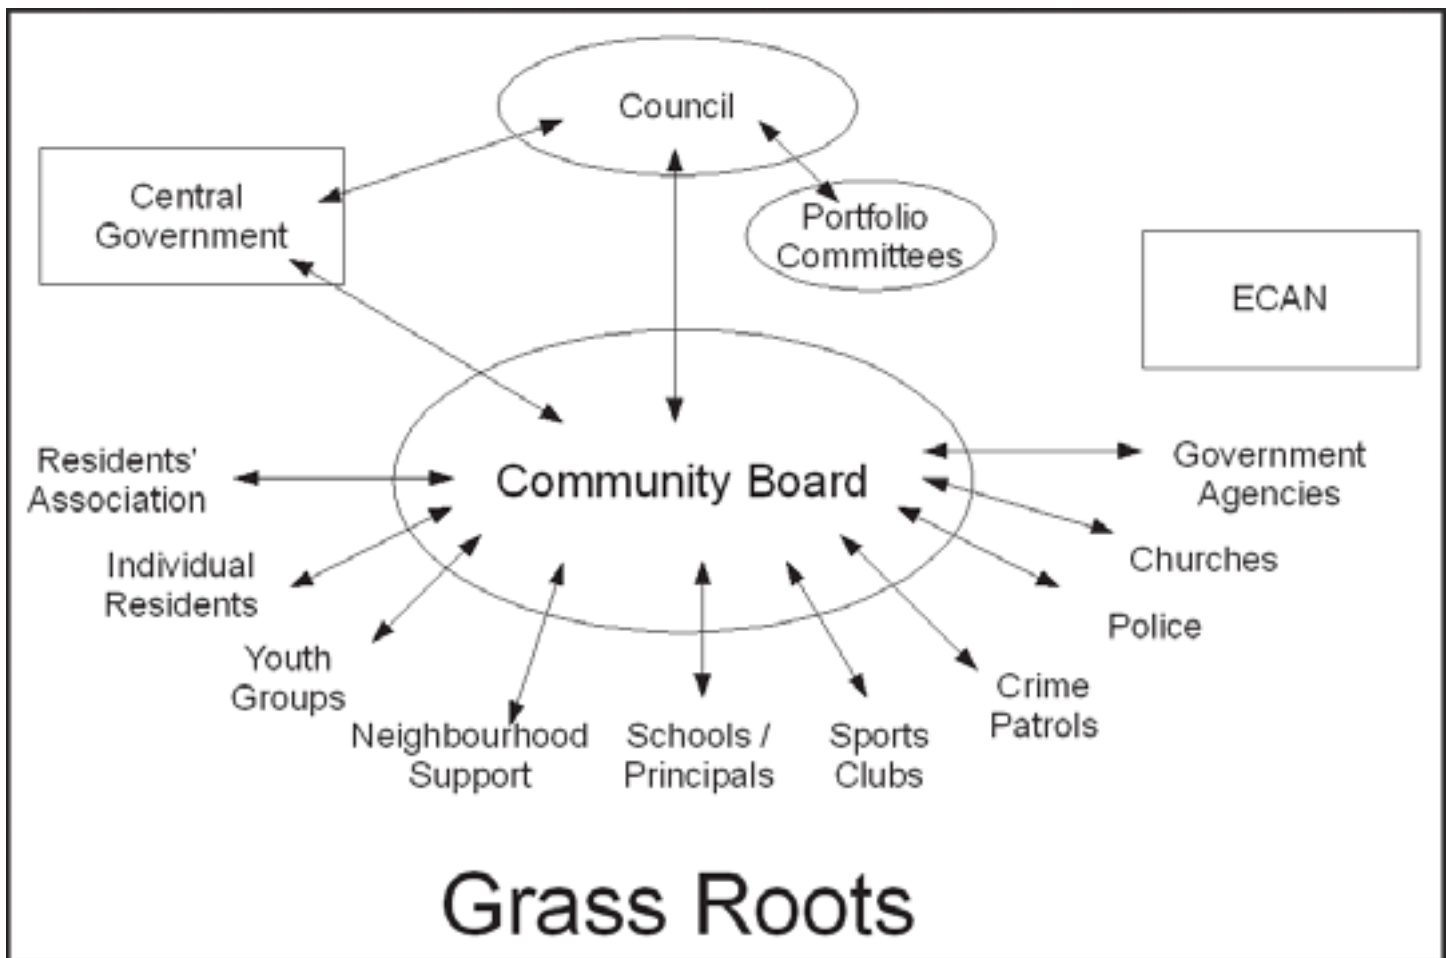 Council
Central
Government
Portfolio
Committees
ECAN
Community Board
Residents'
Association
Individual
Residents
Youth
Groups
Neighbourhood
Support
Schools /
Principals
Sports
Clubs
Crime
Patrols
Police
Churches
Government
Agencies
Grass Roots